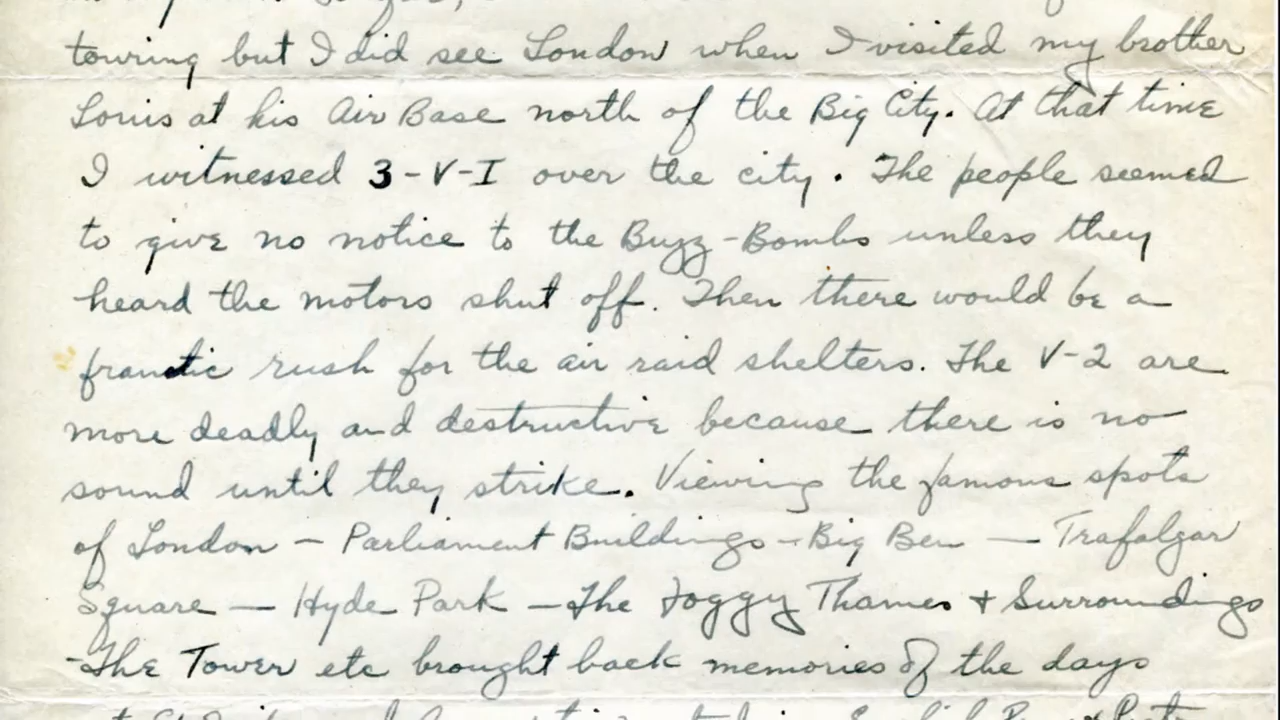 towring but I did see London when I visited my brother
Louis at his Air Base north of the Big City. At that time
I witnessed 3-V-I over the city. The people seemed
to give no notice to the Buzz-Bombs unless they
heard the motors shut off. Then there would be a
frantic rush for the air raid shelters. The V-2 are
more deadly and destructive because there is no
sound until they strike. Viewing the famous spots
of London — Parliament Buildings - Big Ben — Trafalgar
Square — Hyde Park — The Foggy Thames + Surroundings
- The Tower etc brought back memories of the days